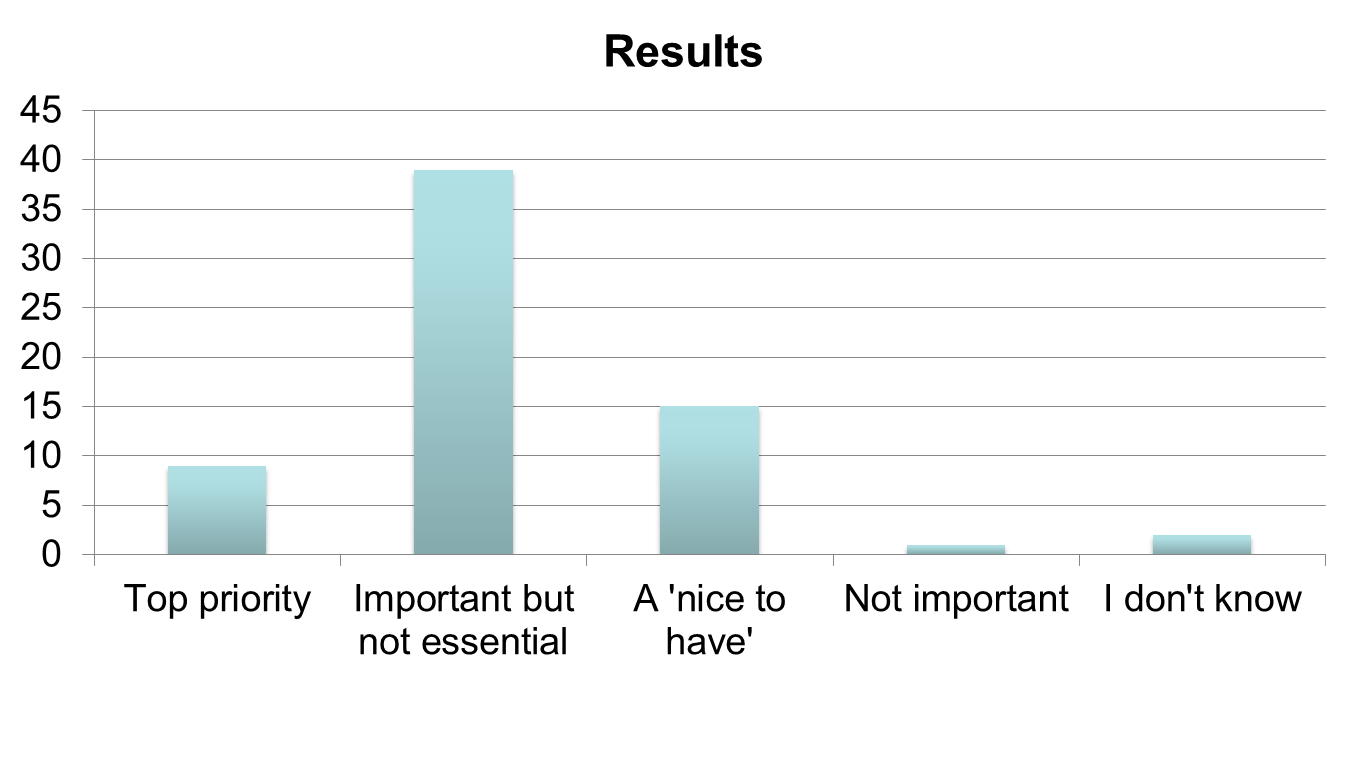 Results
45
40
35
30
25
20
15
10
5
0
Top priority
Important but
not essential
A 'nice to
have'
Not important
I don't know